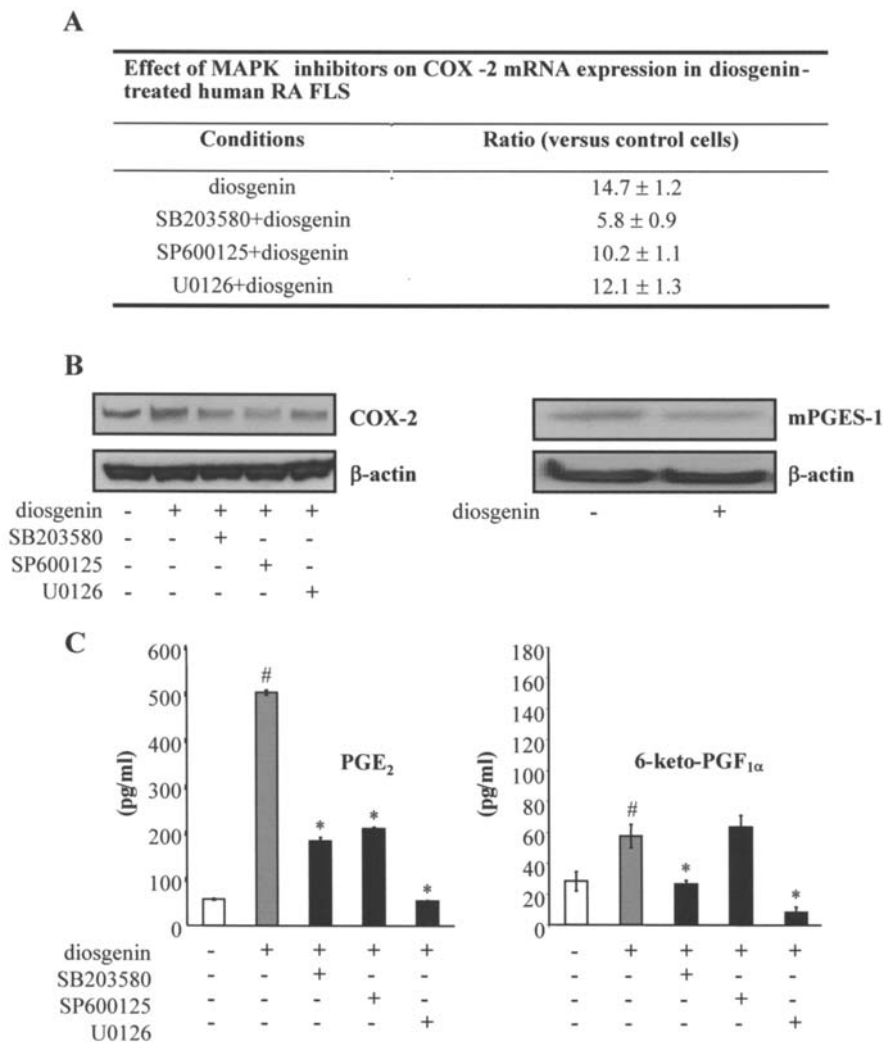 A
Effect of MAPK inhibitors on COX -2 mRNA expression in diosgenin-
treated human RA FLS
Conditions Ratio (versus control cells)
diosgenin 14.7 ± 1.2
SB203580+diosgenin 5.8 ± 0.9
SP600125+diosgenin 10.2 ± 1.1
U0126+diosgenin 12.1 ± 1.3
B
COX-2
β-actin
diosgenin - + + + +
SB203580 - - + - -
SP600125 - - - + -
U0126 - - - - +
mPGES-1
β-actin
diosgenin - +
C
600
500
400
300
200
100
0
(pg/ml)
PGE₂
# * * *
diosgenin - + + + +
SB203580 - - + - -
SP600125 - - - + -
U0126 - - - - +
180
160
140
120
100
80
60
40
20
0
(pg/ml)
6-keto-PGF₁α
# * *
- + + + +
- - + - -
- - - + -
- - - - +